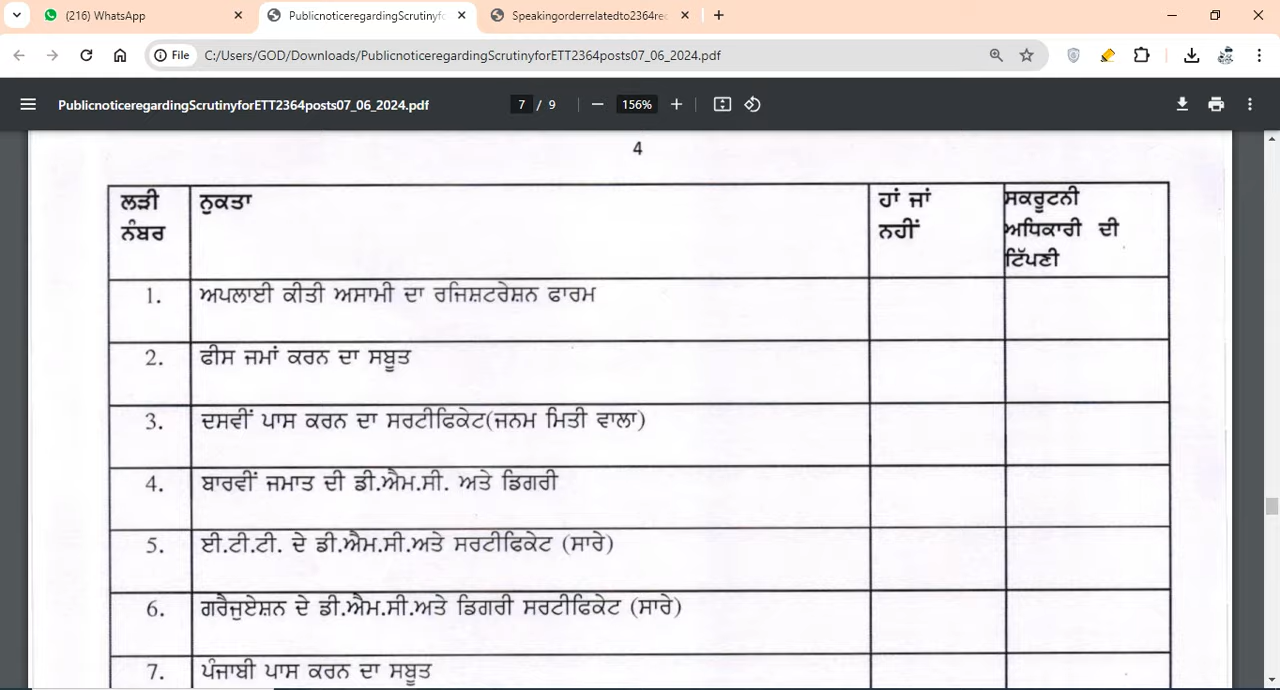 (216) WhatsApp
PublicnoticeregardingScrutinyfo
Speakingorderrelatedto2364rec
File
C:/Users/GOD/Downloads/PublicnoticeregardingScrutinyforETT2364posts07_06_2024.pdf
PublicnoticeregardingScrutinyforETT2364posts07_06_2024.pdf
7 / 9
156%
4
ਲੜੀ ਨੁਕਤਾ ਹਾਂ ਜਾਂ ਸਕਰੂਟਨੀ
ਨੰਬਰ ਨਹੀਂ ਅਧਿਕਾਰੀ ਦੀ
ਟਿੱਪਣੀ
1. ਅਪਲਾਈ ਕੀਤੀ ਅਸਾਮੀ ਦਾ ਰਜਿਸ਼ਟਰੇਸ਼ਨ ਫਾਰਮ
2. ਫੀਸ ਜਮਾਂ ਕਰਨ ਦਾ ਸਬੂਤ
3. ਦਸਵੀਂ ਪਾਸ ਕਰਨ ਦਾ ਸਰਟੀਫਿਕੇਟ(ਜਨਮ ਮਿਤੀ ਵਾਲਾ)
4. ਬਾਰਵੀਂ ਜਮਾਤ ਦੀ ਡੀ.ਐਮ.ਸੀ. ਅਤੇ ਡਿਗਰੀ
5. ਈ.ਟੀ.ਟੀ. ਦੇ ਡੀ.ਐਮ.ਸੀ.ਅਤੇ ਸਰਟੀਫਿਕੇਟ (ਸਾਰੇ)
6. ਗਰੈਜੁਏਸ਼ਨ ਦੇ ਡੀ.ਐਮ.ਸੀ.ਅਤੇ ਡਿਗਰੀ ਸਰਟੀਫਿਕੇਟ (ਸਾਰੇ)
7. ਪੰਜਾਬੀ ਪਾਸ ਕਰਨ ਦਾ ਸਬੂਤ